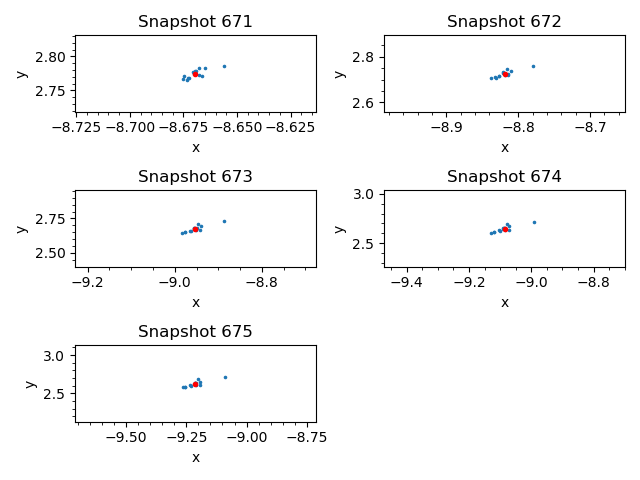 Snapshot 671
y
2.80
2.75
−8.725 −8.700 −8.675 −8.650 −8.625
x
Snapshot 672
y
2.8
2.6
−8.9 −8.8 −8.7
x
Snapshot 673
y
2.75
2.50
−9.2 −9.0 −8.8
x
Snapshot 674
y
3.0
2.5
−9.4 −9.2 −9.0 −8.8
x
Snapshot 675
y
3.0
2.5
−9.50 −9.25 −9.00 −8.75
x